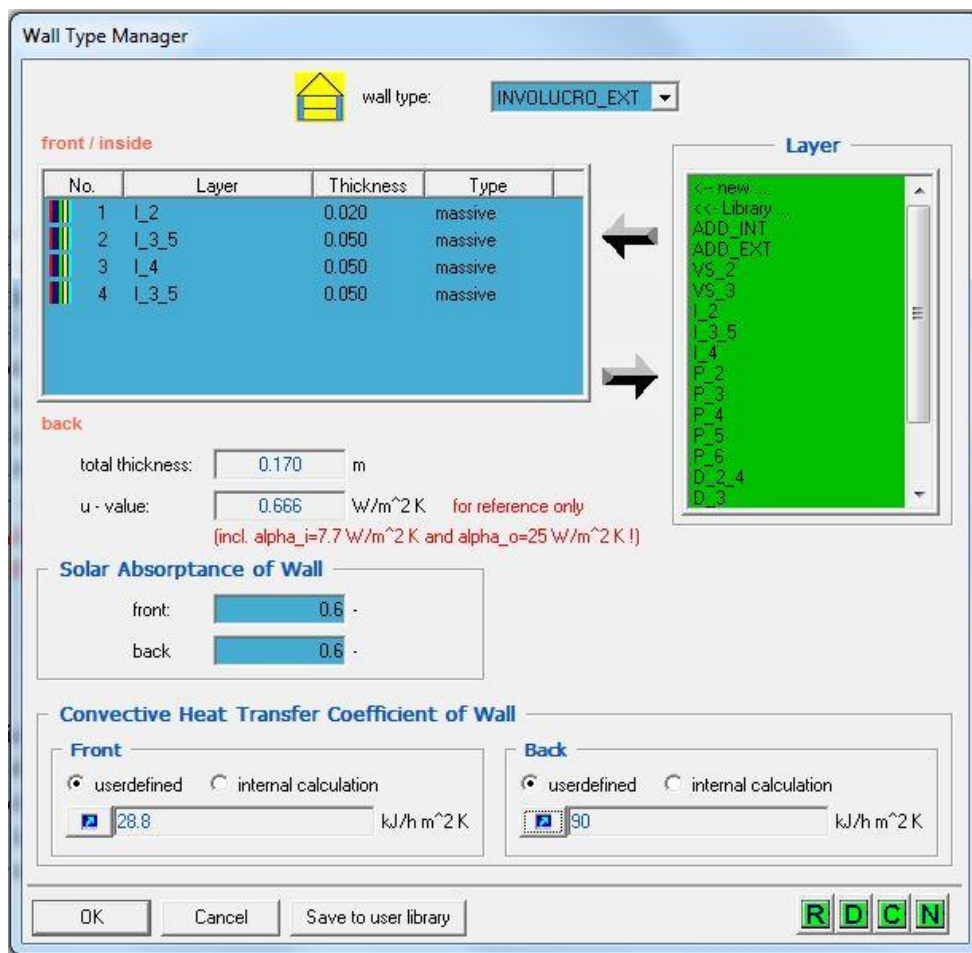 Wall Type Manager
wall type: INVOLUCRO_EXT
front / inside
No. Layer Thickness Type
1 I_2 0.020 massive
2 I_3_5 0.050 massive
3 I_4 0.050 massive
4 I_3_5 0.050 massive
Layer
<-- new ...
<<-Library ...
ADD_INT
ADD_EXT
VS_2
VS_3
I_2
I_3_5
I_4
P_2
P_3
P_4
P_5
P_6
D_2_4
D_3
back
total thickness: 0.170 m
u - value: 0.666 W/m^2 K for reference only
(incl. alpha_i=7.7 W/m^2 K and alpha_o=25 W/m^2 K !)
Solar Absorptance of Wall
front: 0.6 -
back 0.6 -
Convective Heat Transfer Coefficient of Wall
Front
userdefined internal calculation
28.8 kJ/h m^2 K
Back
userdefined internal calculation
90 kJ/h m^2 K
OK Cancel Save to user library R D C N